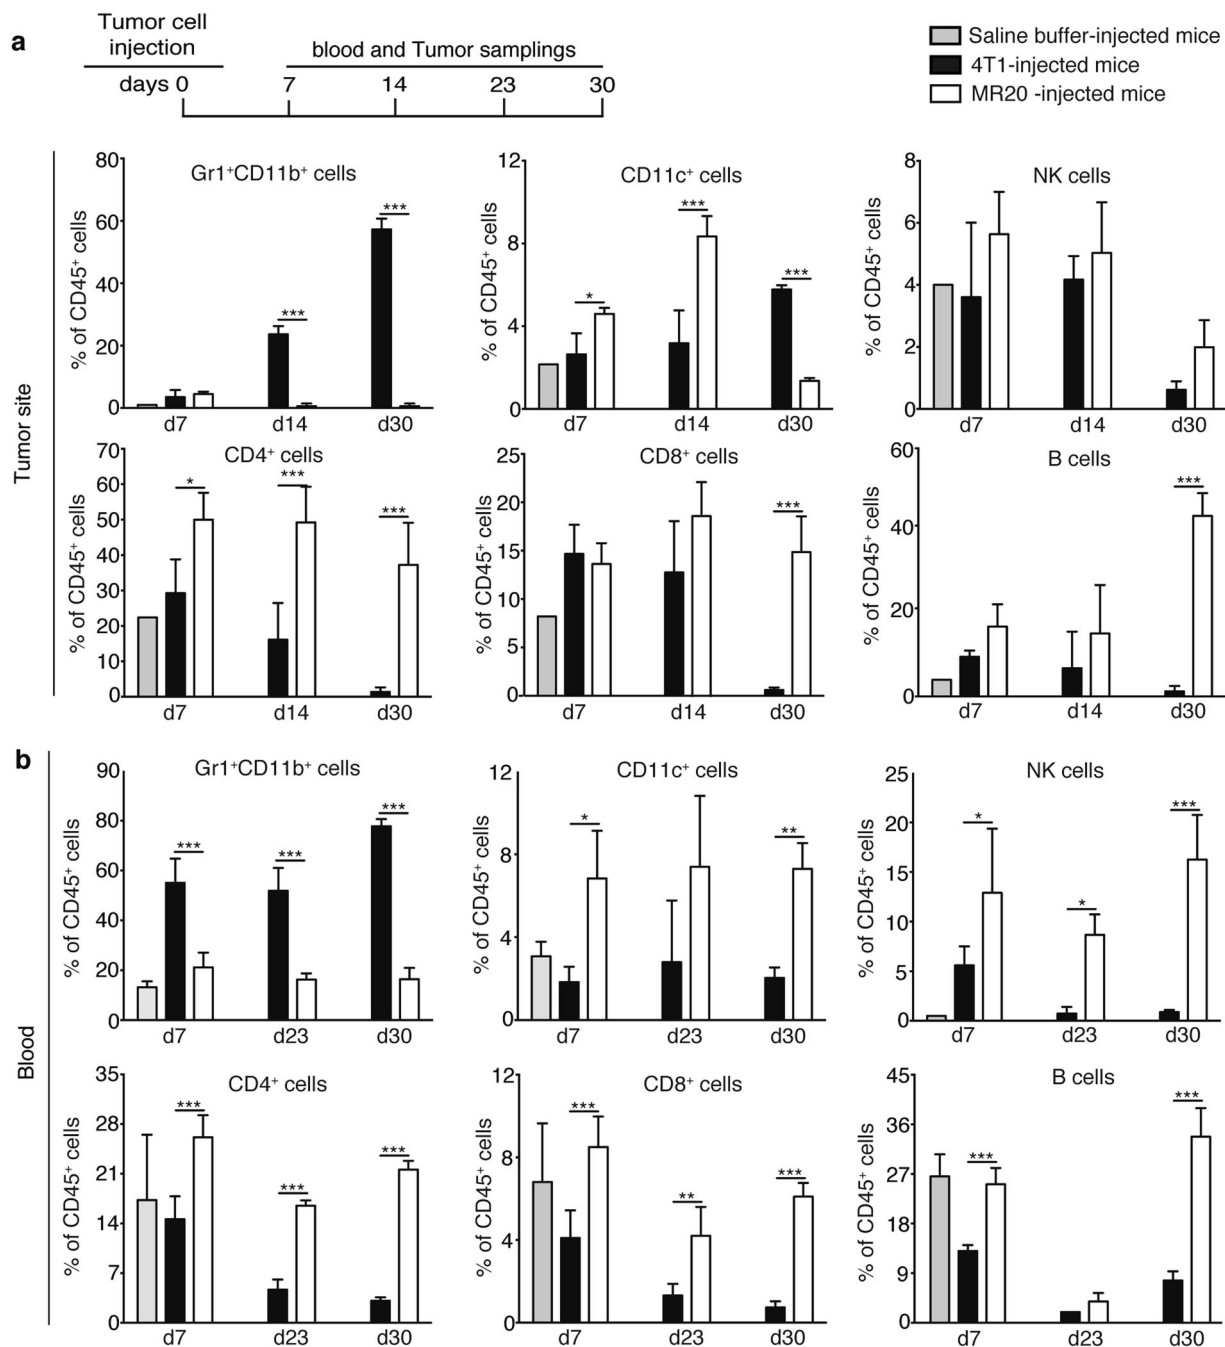 a
Tumor cell
injection
blood and Tumor samplings
days 0 7 14 23 30
Saline buffer-injected mice
4T1-injected mice
MR20 -injected mice
Tumor site
Gr1⁺CD11b⁺ cells
% of CD45⁺ cells
80
60
40
20
0
***
***
d7 d14 d30
CD11c⁺ cells
% of CD45⁺ cells
12
8
4
0
*
***
***
d7 d14 d30
NK cells
% of CD45⁺ cells
8
6
4
2
0
d7 d14 d30
CD4⁺ cells
% of CD45⁺ cells
70
60
50
40
30
20
10
0
*
***
***
d7 d14 d30
CD8⁺ cells
% of CD45⁺ cells
25
20
15
10
5
0
***
d7 d14 d30
B cells
% of CD45⁺ cells
60
40
20
0
***
d7 d14 d30
b
Blood
Gr1⁺CD11b⁺ cells
% of CD45⁺ cells
90
80
60
40
20
0
***
***
***
d7 d23 d30
CD11c⁺ cells
% of CD45⁺ cells
12
8
4
0
*
**
d7 d23 d30
NK cells
% of CD45⁺ cells
25
20
15
10
5
0
*
*
***
d7 d23 d30
CD4⁺ cells
% of CD45⁺ cells
35
28
21
14
7
0
***
***
***
d7 d23 d30
CD8⁺ cells
% of CD45⁺ cells
12
8
4
0
***
**
***
d7 d23 d30
B cells
% of CD45⁺ cells
45
36
27
18
9
0
***
***
d7 d23 d30